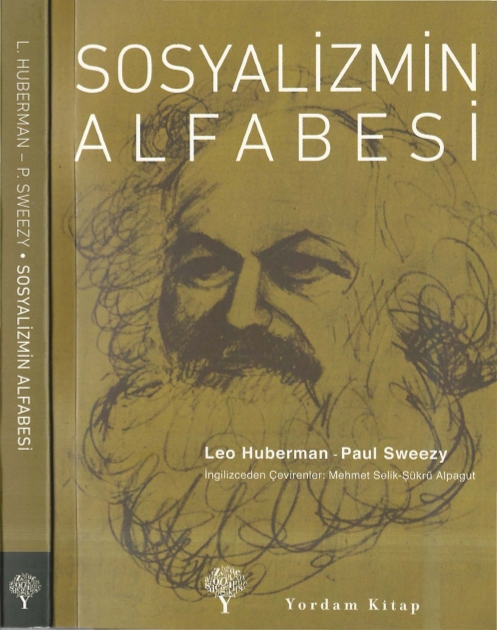 L. HUBERMAN – P. SWEEZY • SOSYALİZMİN ALFABESİ
Y
SOSYALİZMİN
ALFABESİ
Leo Huberman - Paul Sweezy
İngilizceden Çevirenler: Mehmet Selik-Şükrü Alpagut
Y
Yordam Kitap